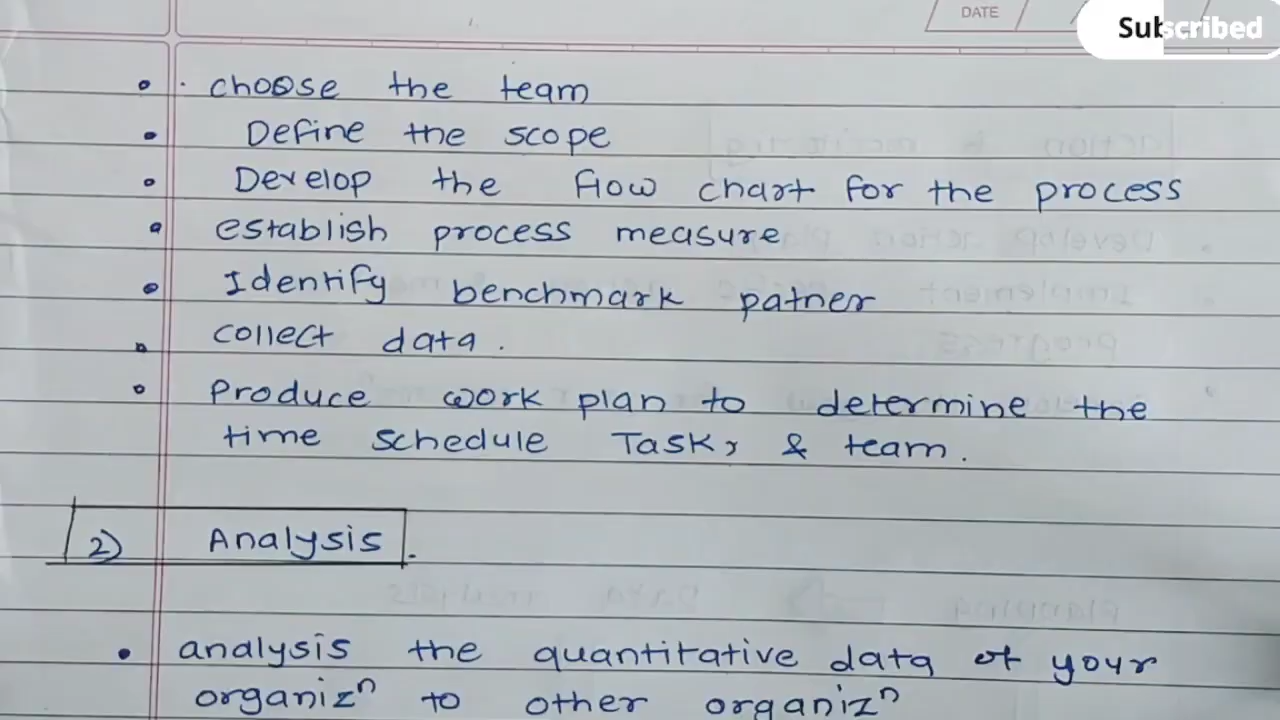 DATE
Subscribed
• choose the team
• Define the scope
• Develop the flow chart for the process
• establish process measure
• Identify benchmark patner
• collect data.
• Produce work plan to determine the
time schedule Task, & team.
2) Analysis.
• analysis the quantitative data of your
organizⁿ to other organizⁿ